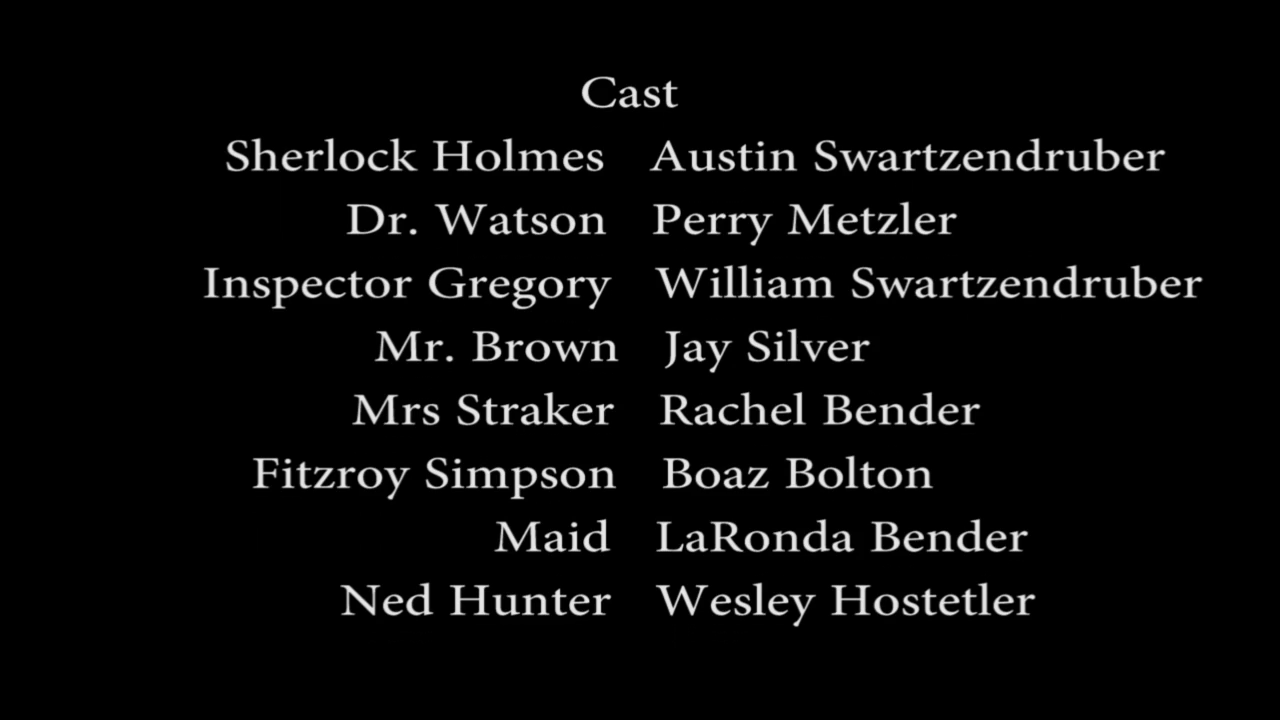 Cast
Sherlock Holmes Austin Swartzendruber
Dr. Watson Perry Metzler
Inspector Gregory William Swartzendruber
Mr. Brown Jay Silver
Mrs Straker Rachel Bender
Fitzroy Simpson Boaz Bolton
Maid LaRonda Bender
Ned Hunter Wesley Hostetler